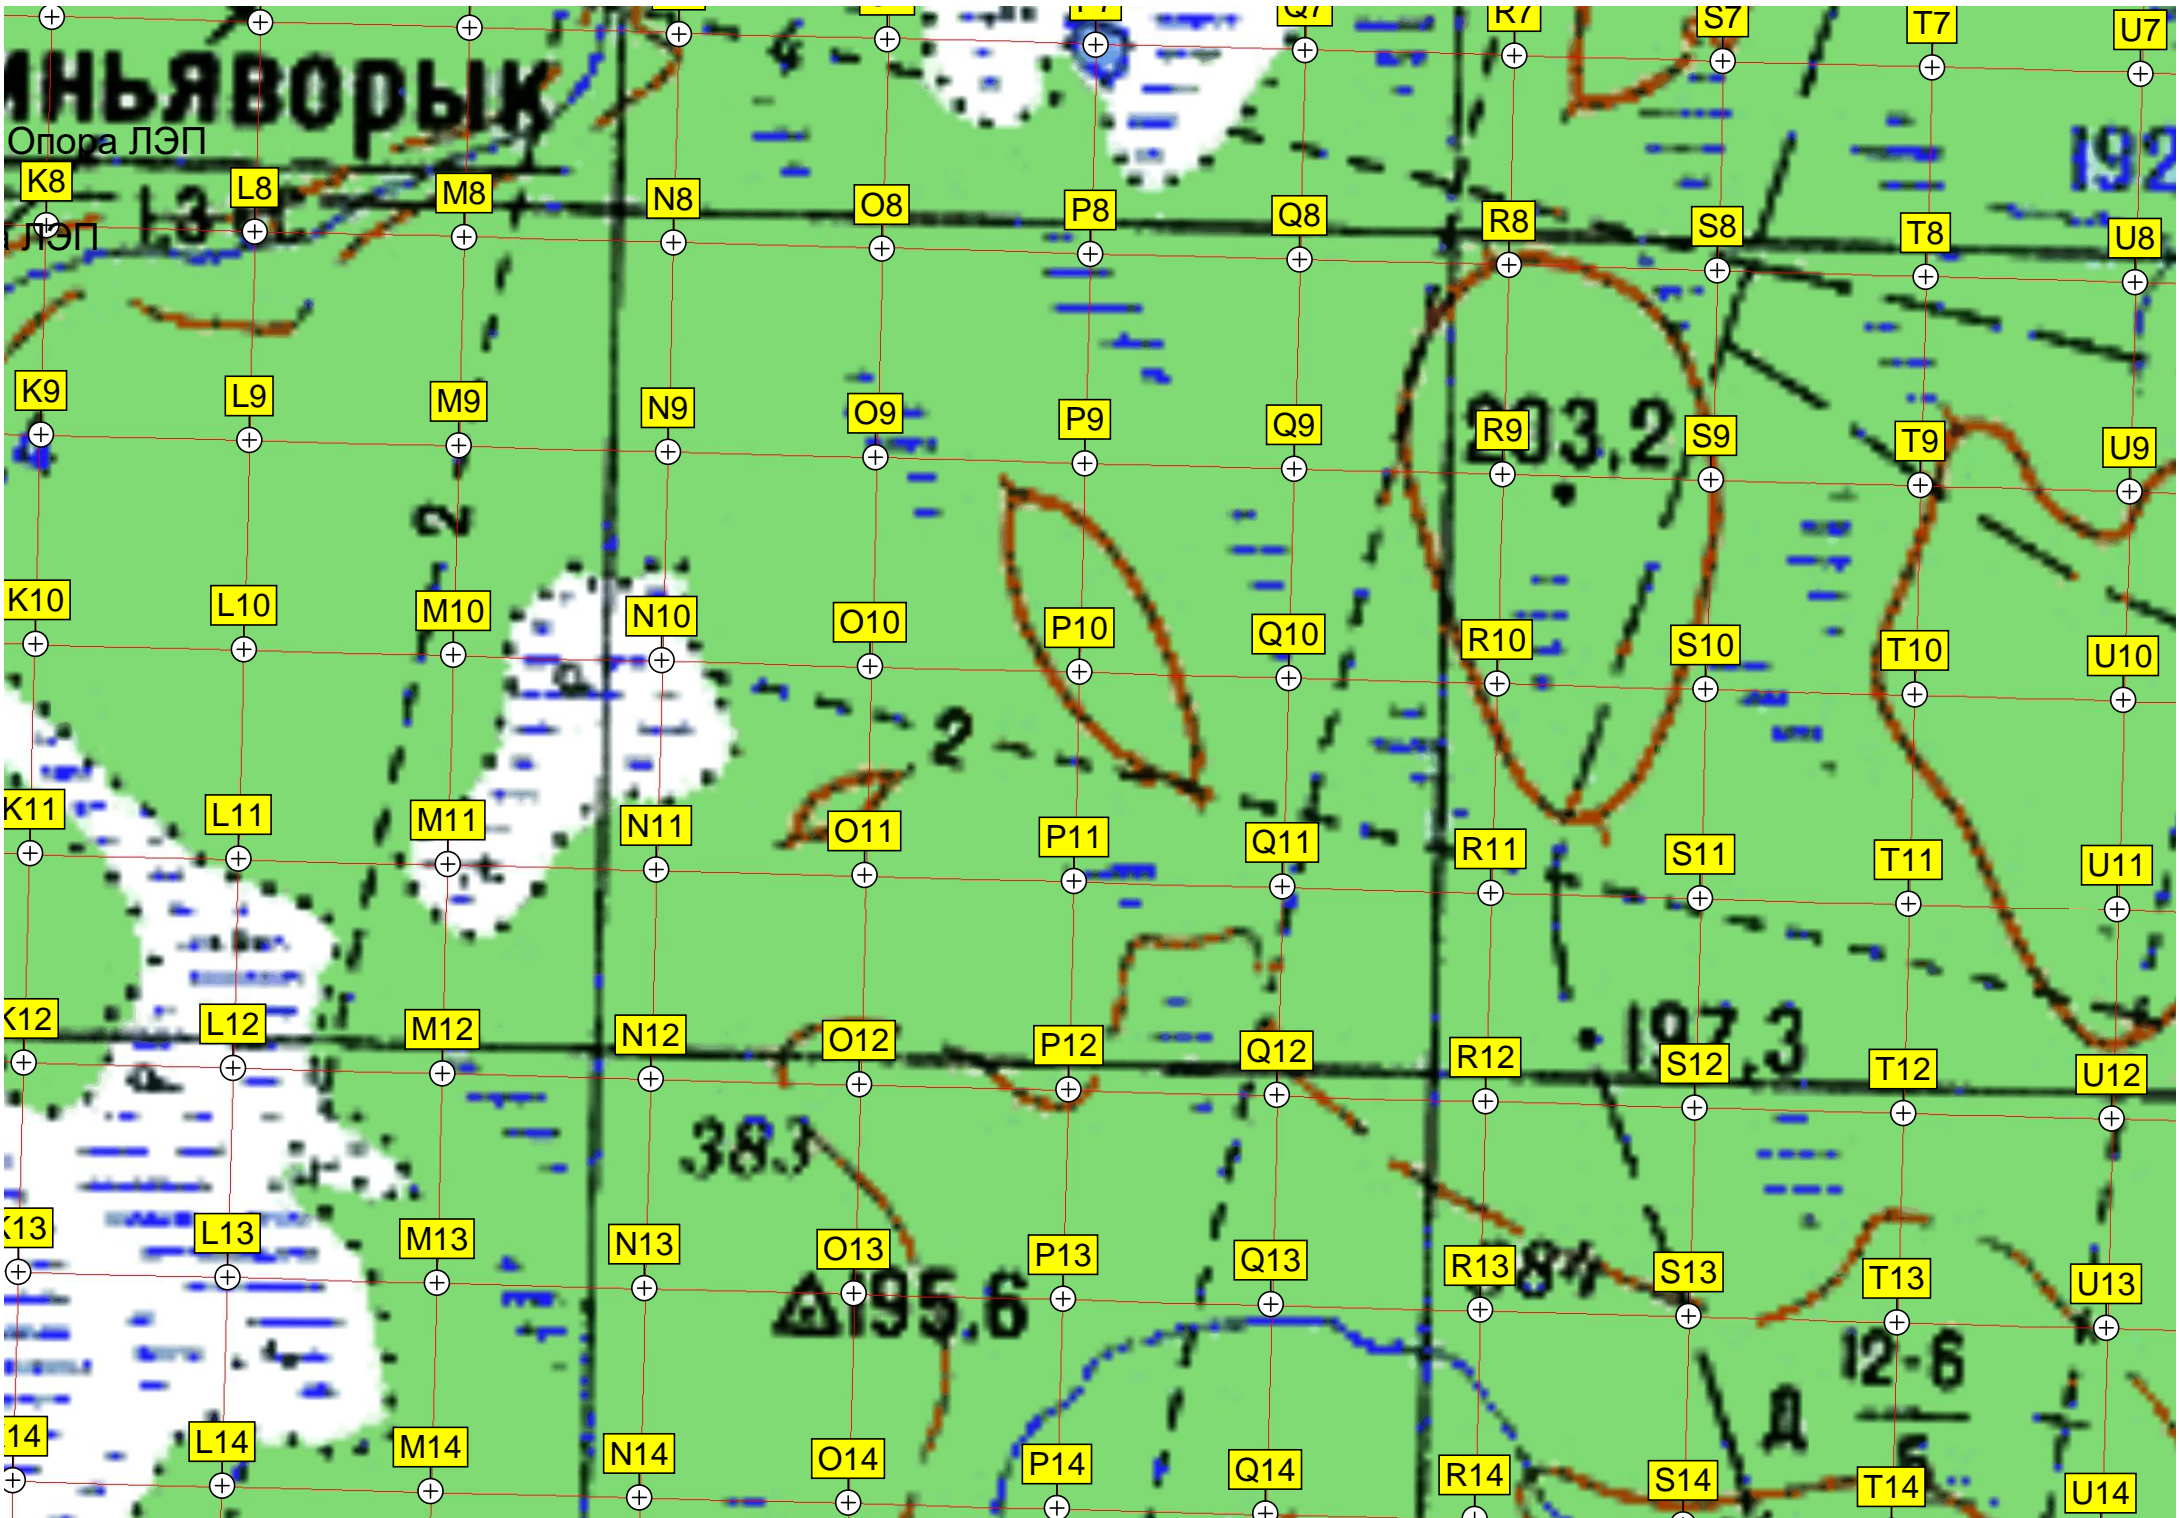 Q7 R7 S7 T7 U7
ньяворык
Опора ЛЭП
192
K8 L8 M8 N8 O8 P8 Q8 R8 S8 T8 U8
ЛЭП
K9 L9 M9 N9 O9 P9 Q9 R9 S9 T9 U9
203,2
2
K10 L10 M10 N10 O10 P10 Q10 R10 S10 T10 U10
2
K11 L11 M11 N11 O11 P11 Q11 R11 S11 T11 U11
K12 L12 M12 N12 O12 P12 Q12 R12 S12 T12 U12
197,3
383
K13 L13 M13 N13 O13 P13 Q13 R13 S13 T13 U13
195,6
12-6
Д
14 L14 M14 N14 O14 P14 Q14 R14 S14 T14 U14